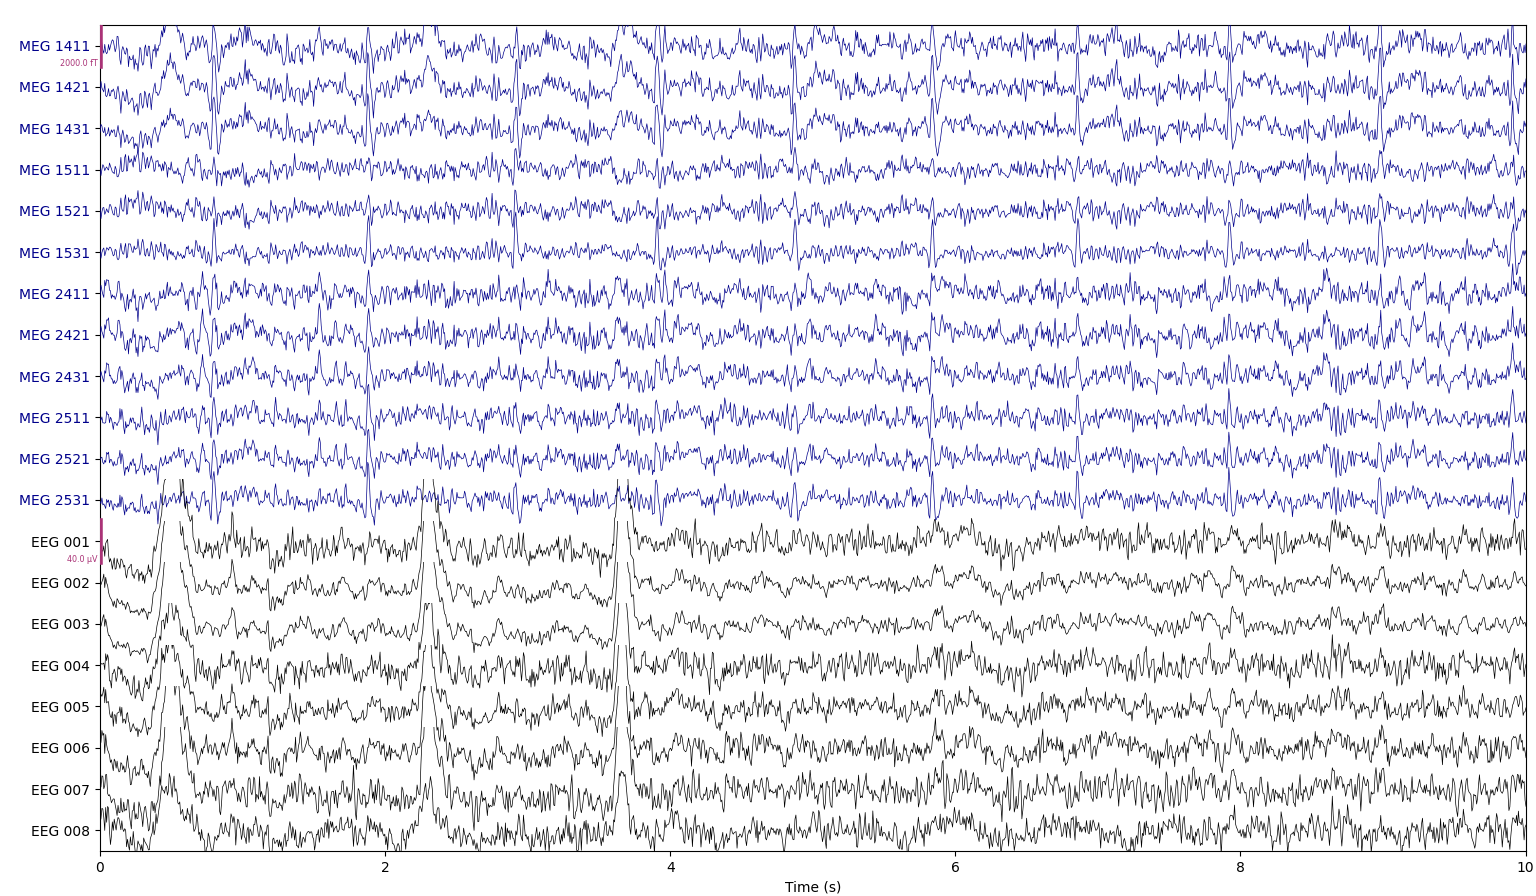 MEG 1411
2000.0 fT
MEG 1421
MEG 1431
MEG 1511
MEG 1521
MEG 1531
MEG 2411
MEG 2421
MEG 2431
MEG 2511
MEG 2521
MEG 2531
EEG 001
40.0 µV
EEG 002
EEG 003
EEG 004
EEG 005
EEG 006
EEG 007
EEG 008
0 2 4 6 8 10
Time (s)